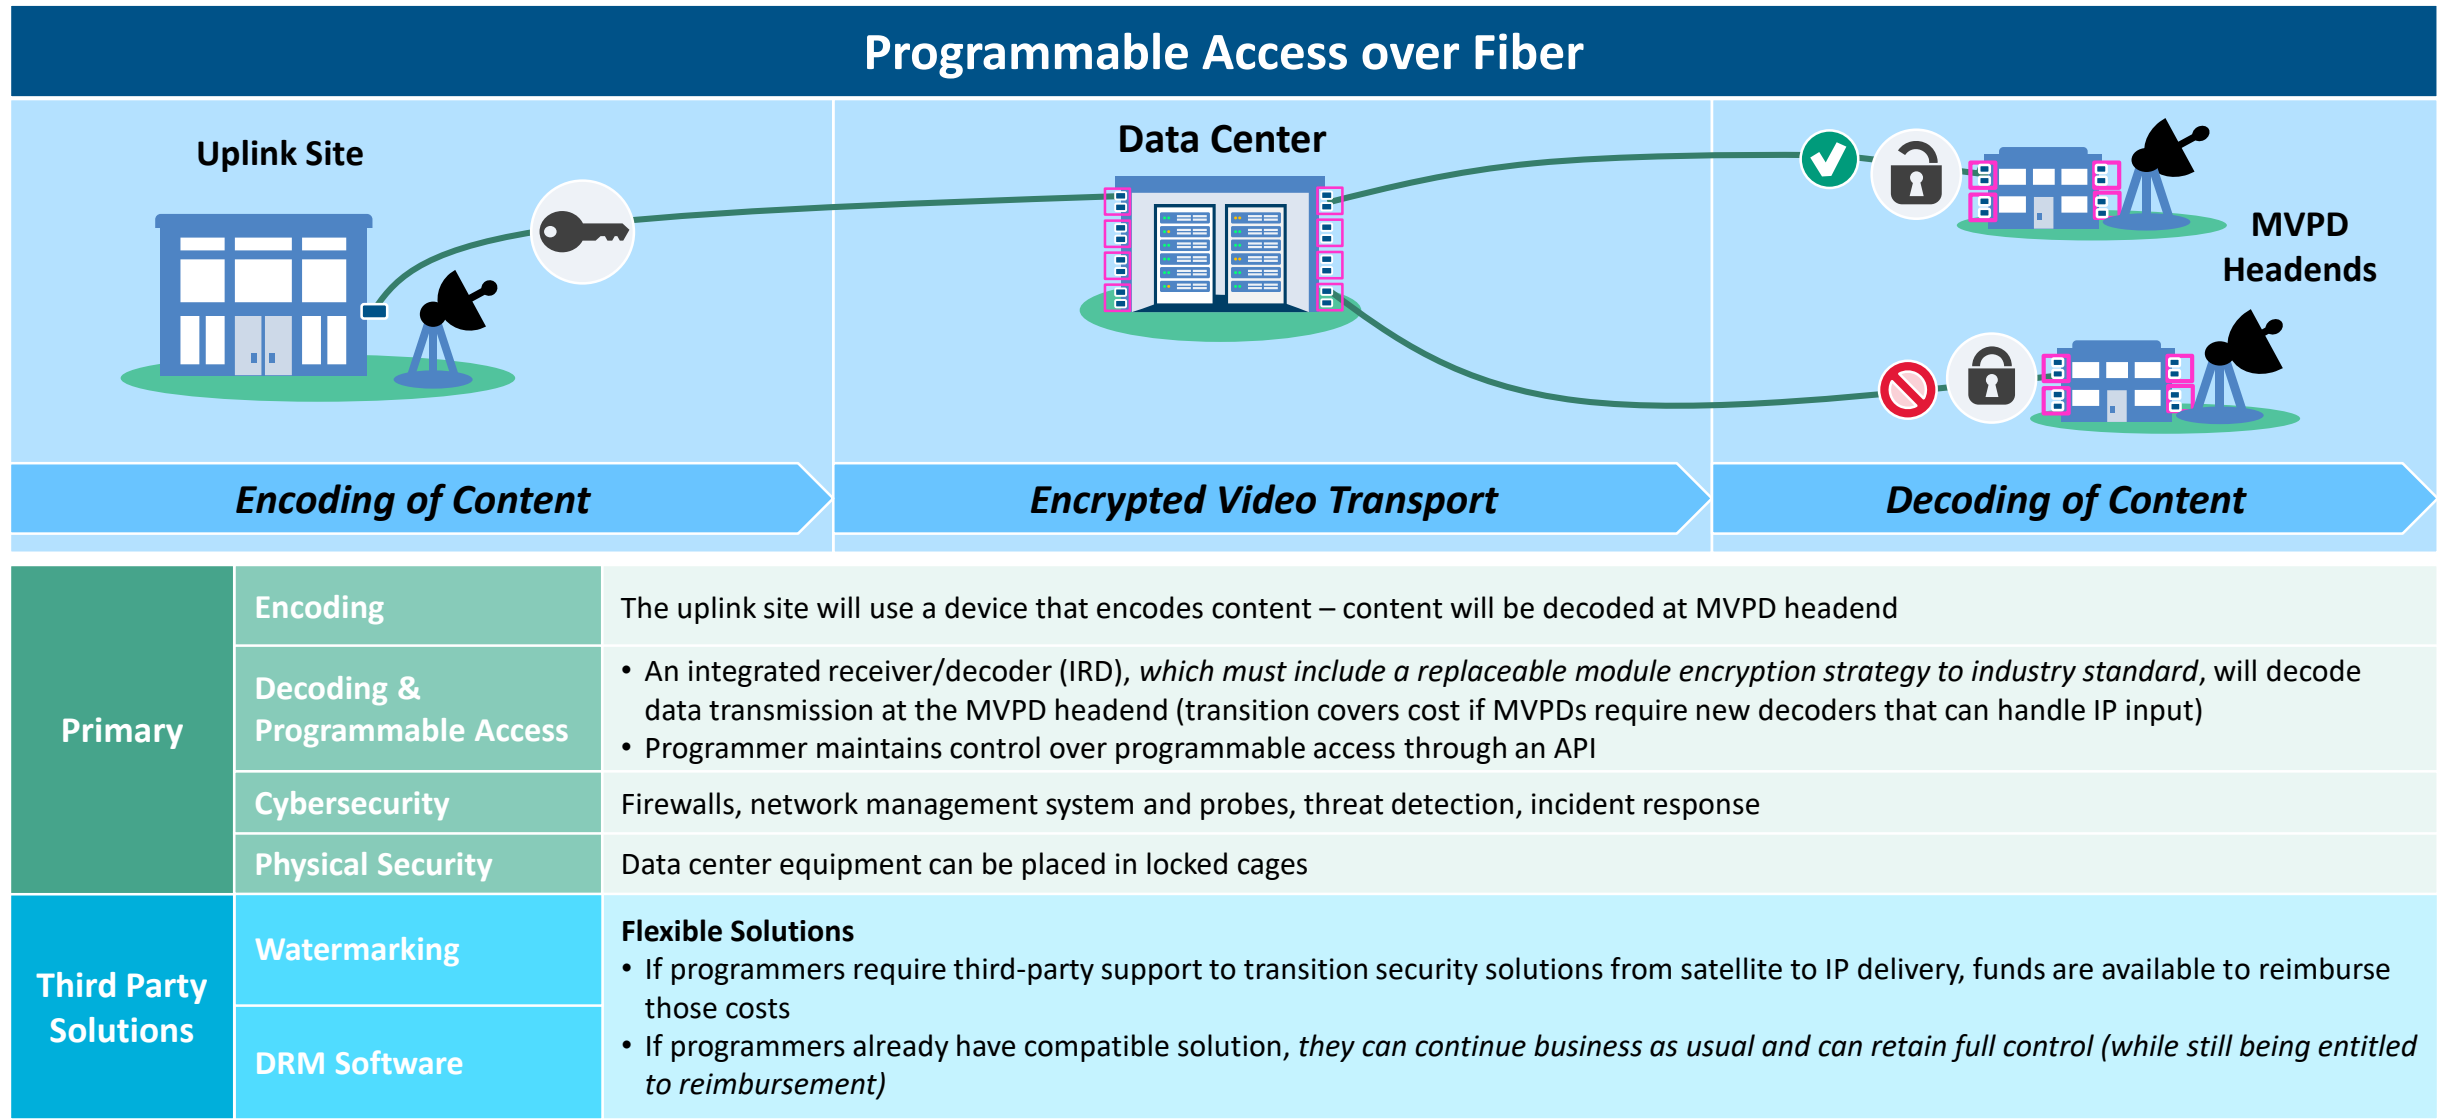 Programmable Access over Fiber
Uplink Site
Data Center
MVPD
Headends
Encoding of Content
Encrypted Video Transport
Decoding of Content
Primary
Encoding
The uplink site will use a device that encodes content – content will be decoded at MVPD headend
Decoding &
Programmable Access
• An integrated receiver/decoder (IRD), which must include a replaceable module encryption strategy to industry standard, will decode
data transmission at the MVPD headend (transition covers cost if MVPDs require new decoders that can handle IP input)
• Programmer maintains control over programmable access through an API
Cybersecurity
Firewalls, network management system and probes, threat detection, incident response
Physical Security
Data center equipment can be placed in locked cages
Third Party
Solutions
Watermarking
DRM Software
Flexible Solutions
• If programmers require third-party support to transition security solutions from satellite to IP delivery, funds are available to reimburse
those costs
• If programmers already have compatible solution, they can continue business as usual and can retain full control (while still being entitled
to reimbursement)